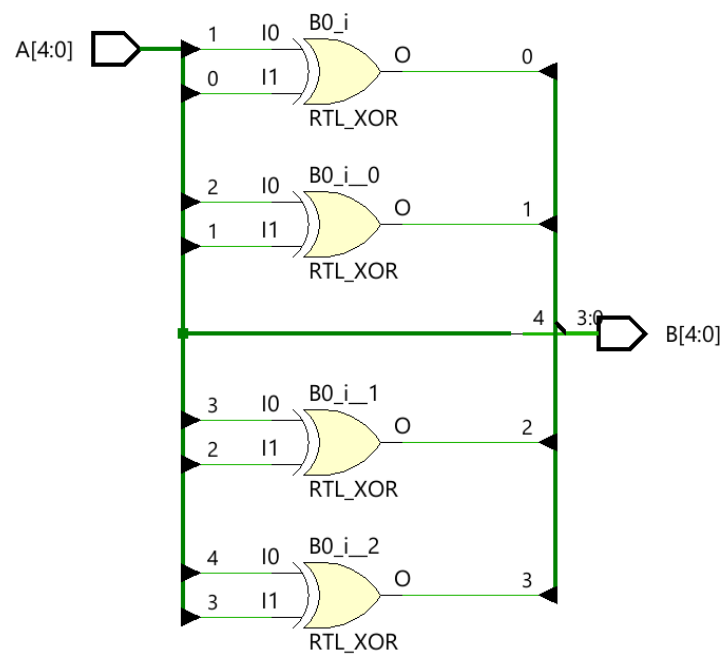 B0_i
A[4:0]
1 I0
O
0
0 I1
RTL_XOR
B0_i__0
2 I0
O
1
1 I1
RTL_XOR
4 3:0
B[4:0]
B0_i__1
3 I0
O
2
2 I1
RTL_XOR
B0_i__2
4 I0
O
3
3 I1
RTL_XOR